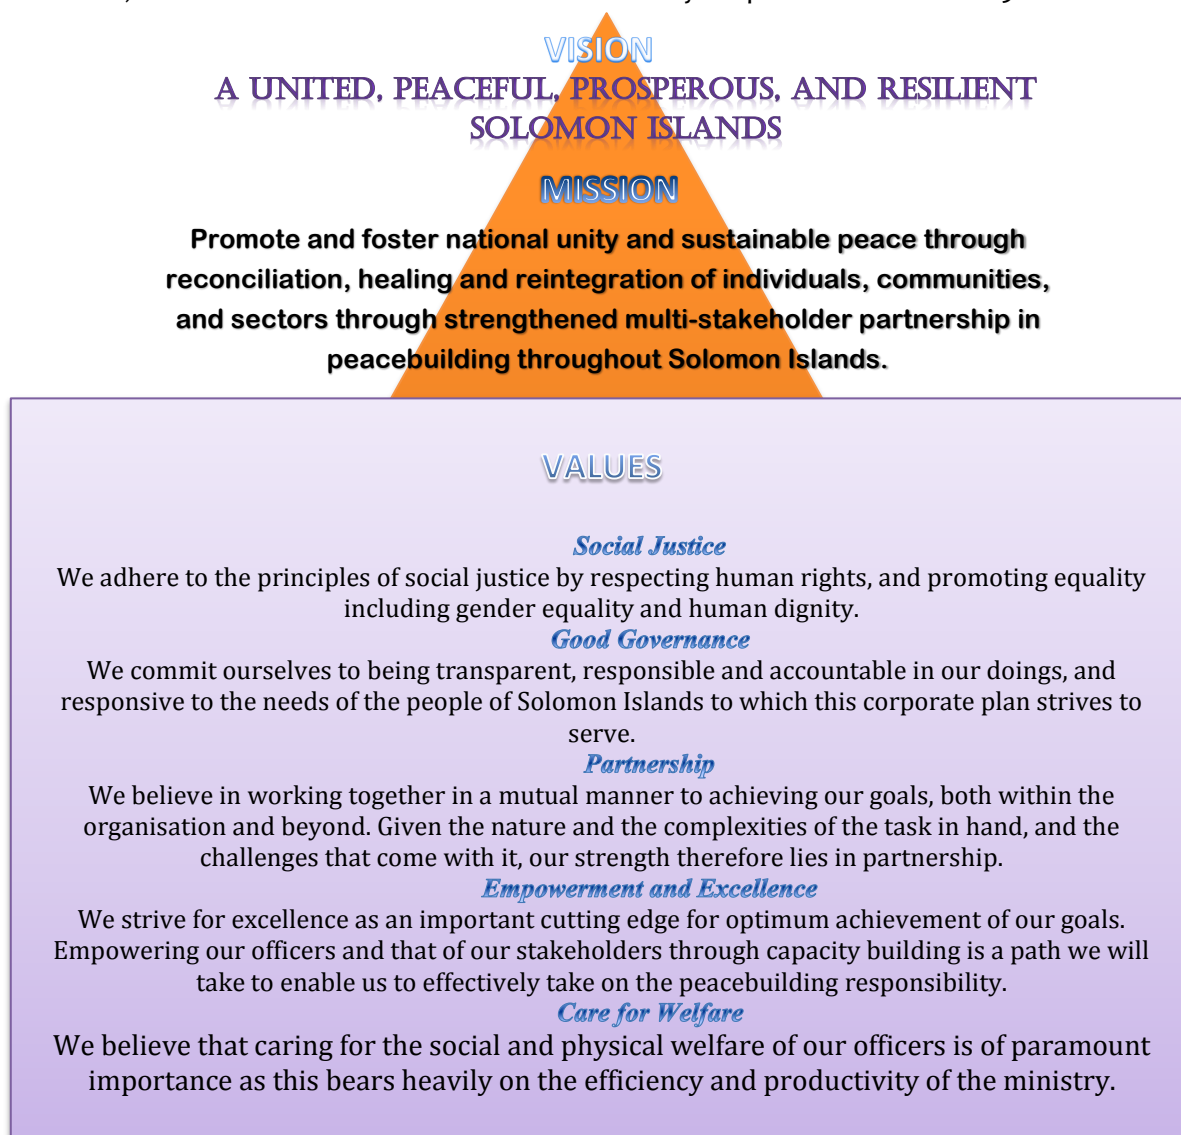 VISION
A UNITED, PEACEFUL, PROSPEROUS, AND RESILIENT
SOLOMON ISLANDS
MISSION
Promote and foster national unity and sustainable peace through
reconciliation, healing and reintegration of individuals, communities,
and sectors through strengthened multi-stakeholder partnership in
peacebuilding throughout Solomon Islands.
VALUES
Social Justice
We adhere to the principles of social justice by respecting human rights, and promoting equality
including gender equality and human dignity.
Good Governance
We commit ourselves to being transparent, responsible and accountable in our doings, and
responsive to the needs of the people of Solomon Islands to which this corporate plan strives to
serve.
Partnership
We believe in working together in a mutual manner to achieving our goals, both within the
organisation and beyond. Given the nature and the complexities of the task in hand, and the
challenges that come with it, our strength therefore lies in partnership.
Empowerment and Excellence
We strive for excellence as an important cutting edge for optimum achievement of our goals.
Empowering our officers and that of our stakeholders through capacity building is a path we will
take to enable us to effectively take on the peacebuilding responsibility.
Care for Welfare
We believe that caring for the social and physical welfare of our officers is of paramount
importance as this bears heavily on the efficiency and productivity of the ministry.